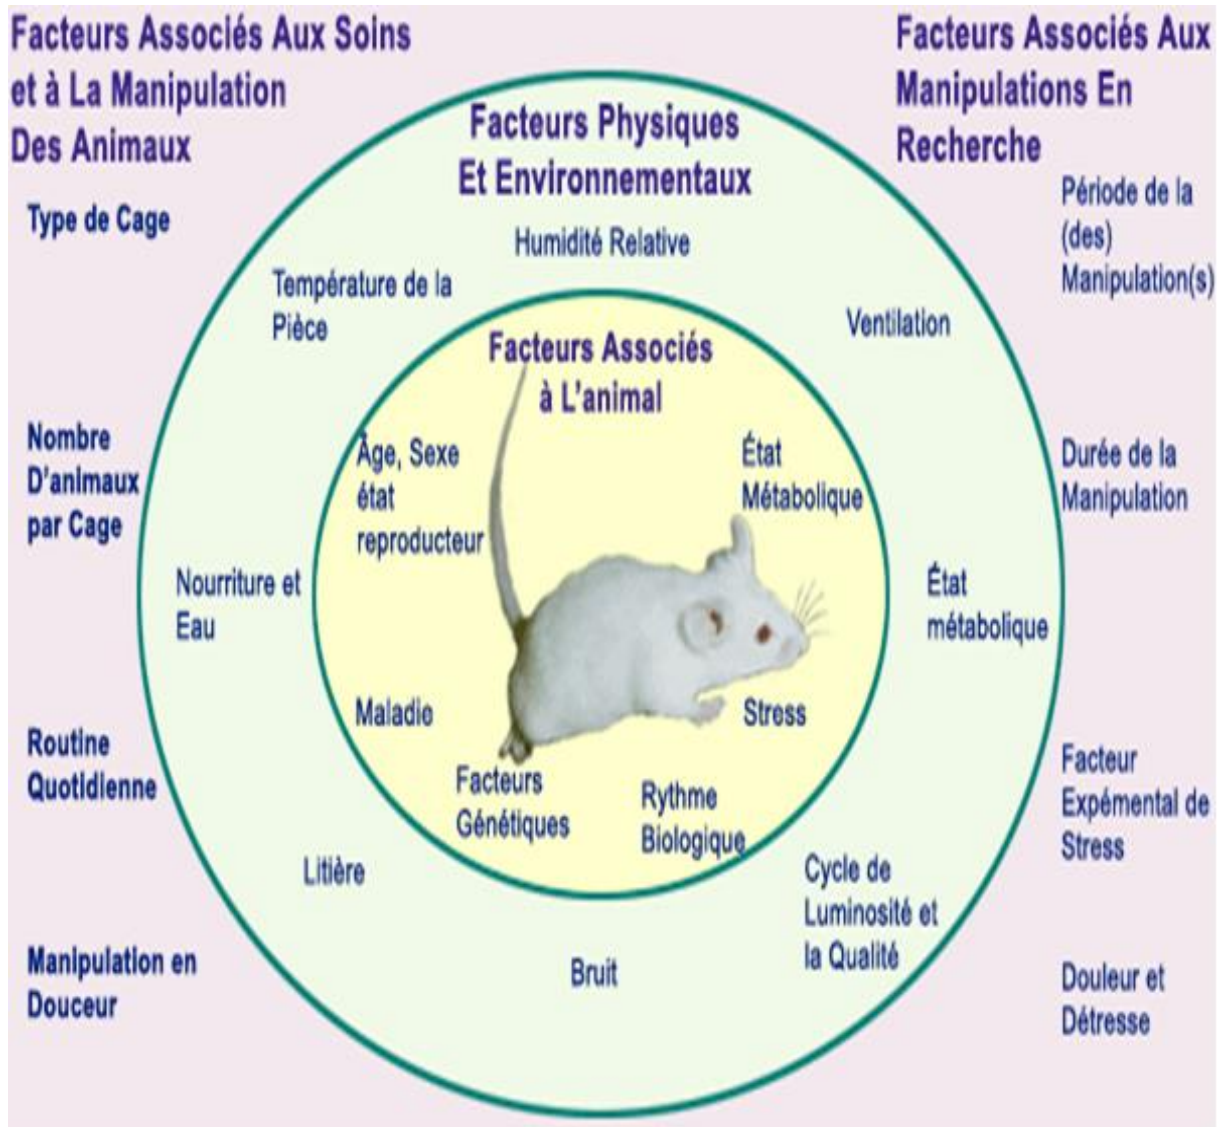 Facteurs Associés Aux Soins
et à La Manipulation
Des Animaux
Type de Cage
Nombre
D'animaux
par Cage
Routine
Quotidienne
Manipulation en
Douceur
Facteurs Physiques
Et Environnementaux
Humidité Relative
Température de la
Pièce
Ventilation
Nourriture et
Eau
État
métabolique
Litière
Bruit
Cycle de
Luminosité et
la Qualité
Facteurs Associés
à L'animal
Âge, Sexe
état
reproducteur
État
Métabolique
Maladie
Stress
Facteurs
Génétiques
Rythme
Biologique
Facteurs Associés Aux
Manipulations En
Recherche
Période de la
(des)
Manipulation(s)
Durée de la
Manipulation
Facteur
Expémental de
Stress
Douleur et
Détresse